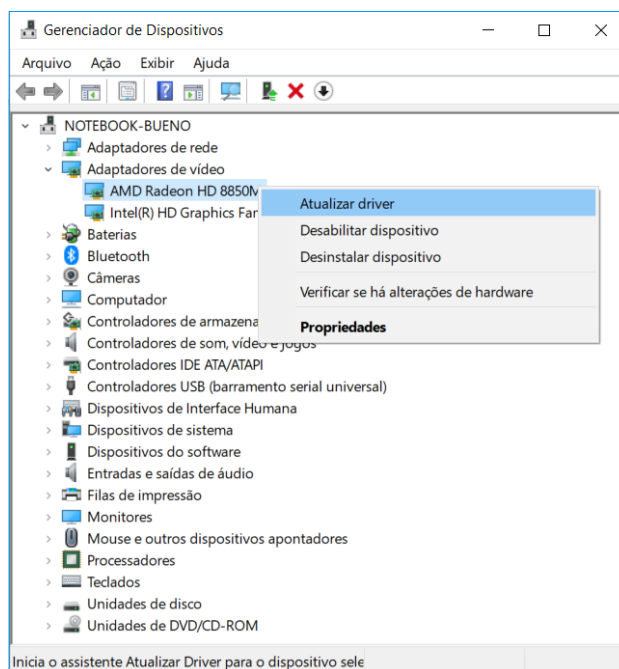 Gerenciador de Dispositivos
Arquivo Ação Exibir Ajuda
NOTEBOOK-BUENO
Adaptadores de rede
Adaptadores de vídeo
AMD Radeon HD 8850M
Intel(R) HD Graphics
Atualizar driver
Desabilitar dispositivo
Desinstalar dispositivo
Verificar se há alterações de hardware
Propriedades
Baterias
Bluetooth
Câmeras
Computador
Controladores de
Controladores de som, vídeo e jogos
Controladores IDE ATA/ATAPI
Controladores USB (barramento serial universal)
Dispositivos de Interface Humana
Dispositivos de sistema
Dispositivos do software
Entradas e saídas de áudio
Filas de impressão
Monitores
Mouse e outros dispositivos apontadores
Processadores
Teclados
Unidades de disco
Unidades de DVD/CD-ROM
Inicia o assistente Atualizar Driver para o dispositivo sele